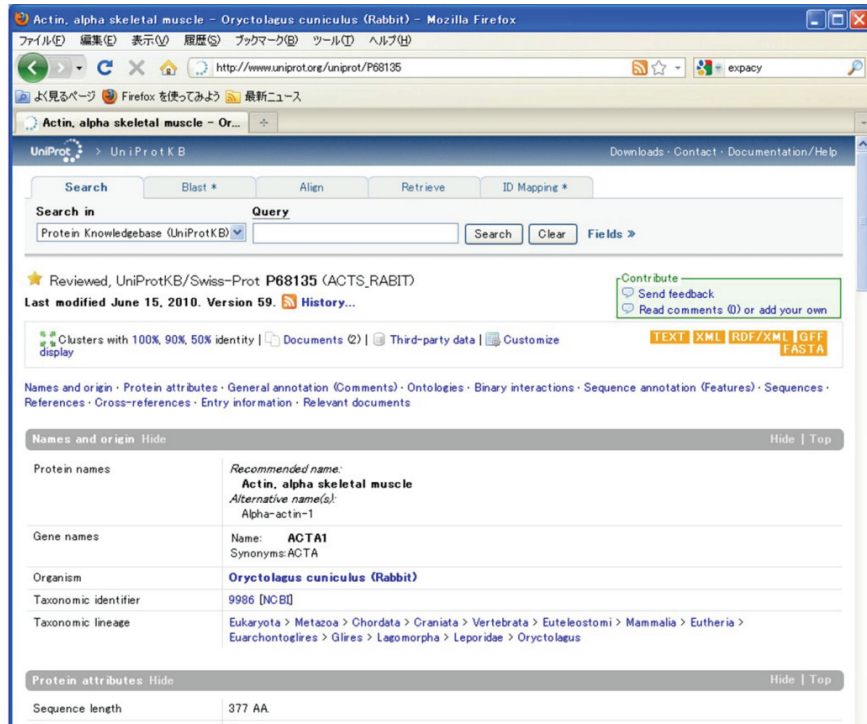 Actin, alpha skeletal muscle - Oryctolagus cuniculus (Rabbit) - Mozilla Firefox
ファイル(F) 編集(E) 表示(V) 履歴(S) ブックマーク(B) ツール(T) ヘルプ(H)
http://www.uniprot.org/uniprot/P68135 expacy
よく見るページ Firefox を使ってみよう 最新ニュース
Actin, alpha skeletal muscle - Or...
UniProt > UniProtKB Downloads · Contact · Documentation/Help
Search Blast * Align Retrieve ID Mapping *
Search in Query
Protein Knowledgebase (UniProtKB) Search Clear Fields »
Reviewed, UniProtKB/Swiss-Prot P68135 (ACTS_RABIT)
Last modified June 15, 2010. Version 59. History...
Contribute
Send feedback
Read comments (0) or add your own
Clusters with 100%, 90%, 50% identity | Documents (2) | Third-party data | Customize
display
TEXT XML RDF/XML GFF
FASTA
Names and origin · Protein attributes · General annotation (Comments) · Ontologies · Binary interactions · Sequence annotation (Features) · Sequences ·
References · Cross-references · Entry information · Relevant documents
Names and origin Hide Hide | Top
Protein names Recommended name:
Actin, alpha skeletal muscle
Alternative name(s):
Alpha-actin-1
Gene names Name: ACTA1
Synonyms:ACTA
Organism Oryctolagus cuniculus (Rabbit)
Taxonomic identifier 9986 [NCBI]
Taxonomic lineage Eukaryota > Metazoa > Chordata > Craniata > Vertebrata > Euteleostomi > Mammalia > Eutheria >
Euarchontoglires > Glires > Lagomorpha > Leporidae > Oryctolagus
Protein attributes Hide Hide | Top
Sequence length 377 AA.